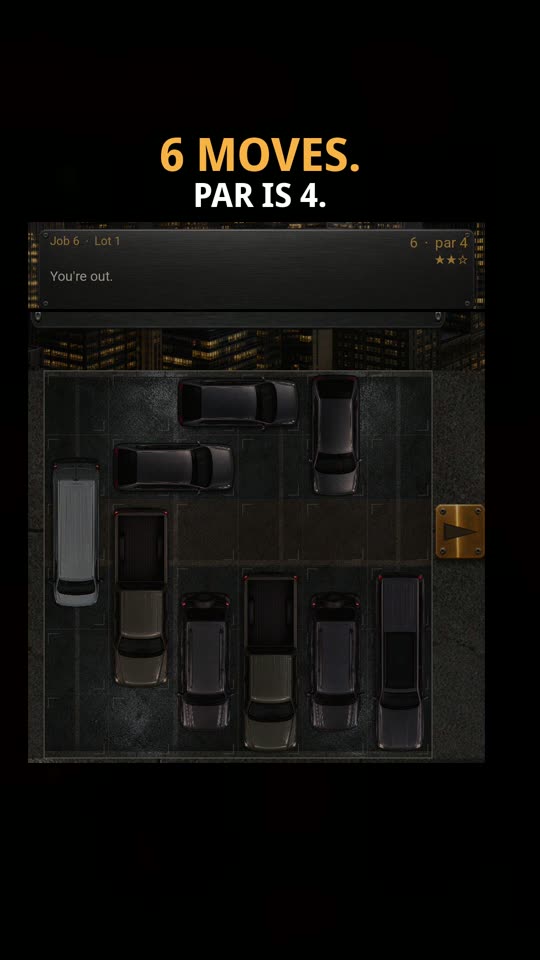 6 MOVES.
PAR IS 4.
Job 6 · Lot 1
6 · par 4
★★☆
You're out.